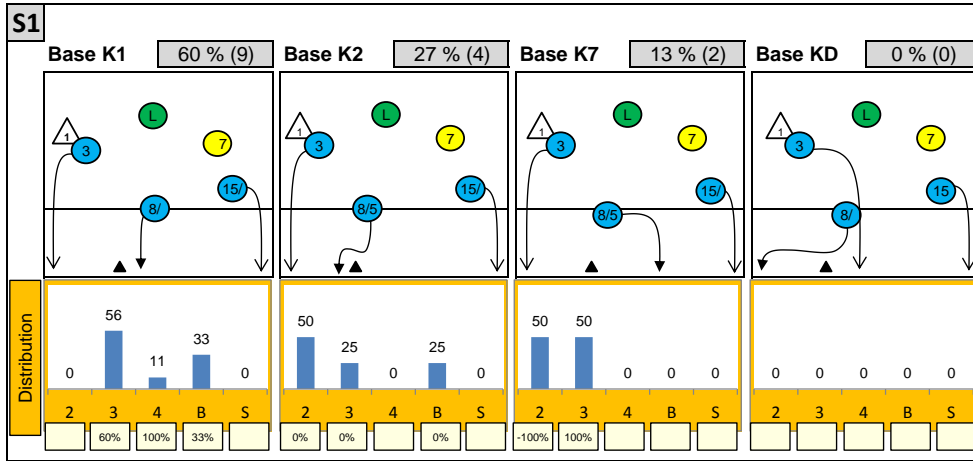 S1
Base K1 60 % (9) Base K2 27 % (4) Base K7 13 % (2) Base KD 0 % (0)
L L L L
1 3 7 1 3 7 1 3 7 1 3 7
15/ 15/ 15/ 15
8/ 8/5 8/5 8/
Distribution
0 56 11 33 0 50 25 0 25 0 50 50 0 0 0 0 0 0 0 0
2 3 4 B S 2 3 4 B S 2 3 4 B S 2 3 4 B S
60% 100% 33% 0% 0% 0% -100% 100%